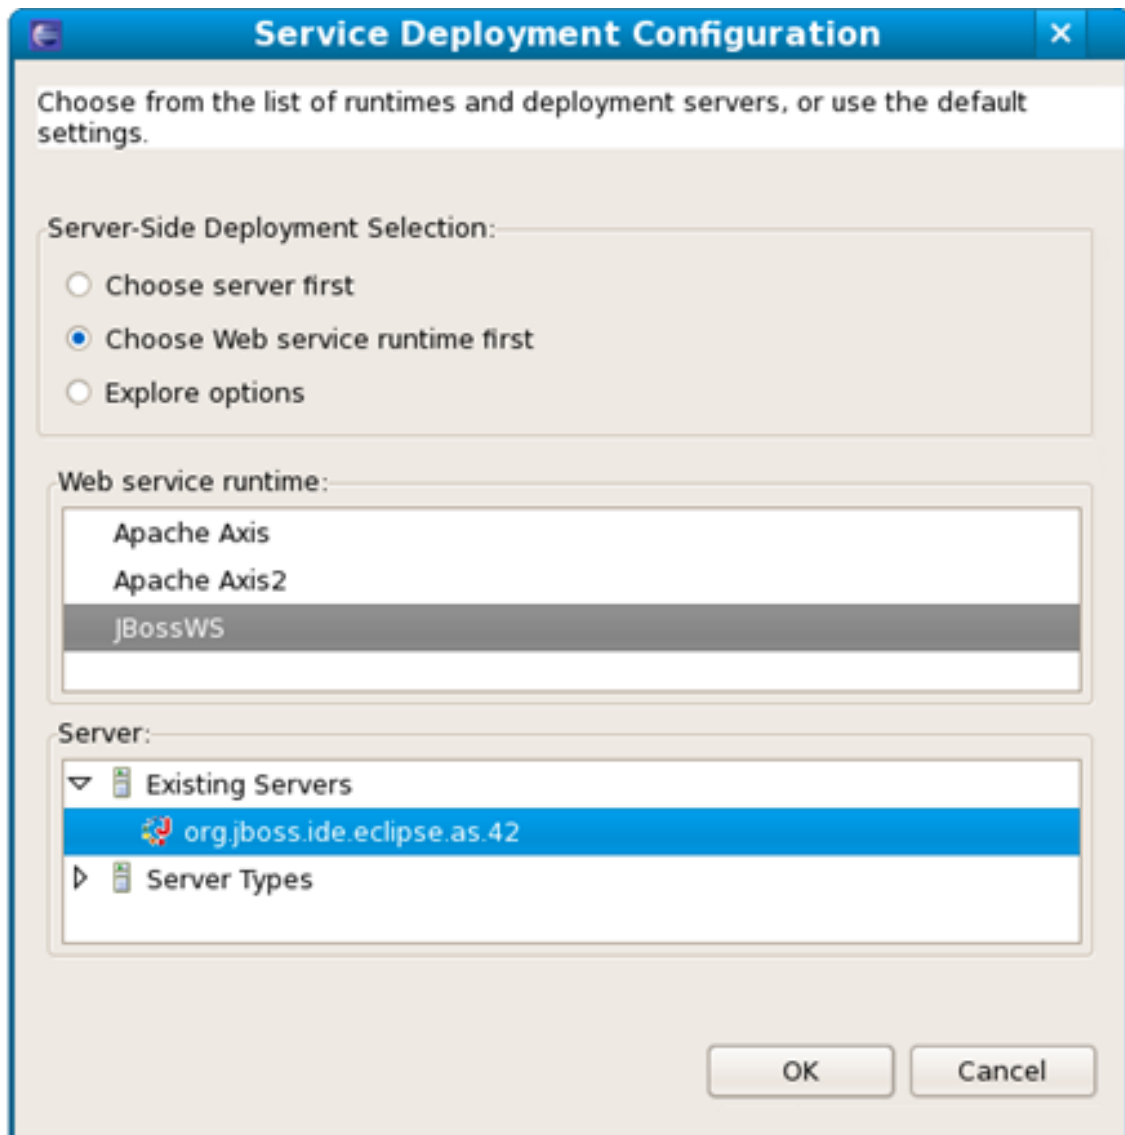 Service Deployment Configuration
Choose from the list of runtimes and deployment servers, or use the default
settings.
Server-Side Deployment Selection:
Choose server first
Choose Web service runtime first
Explore options
Web service runtime:
Apache Axis
Apache Axis2
JBossWS
Server:
Existing Servers
org.jboss.ide.eclipse.as.42
Server Types
OK
Cancel